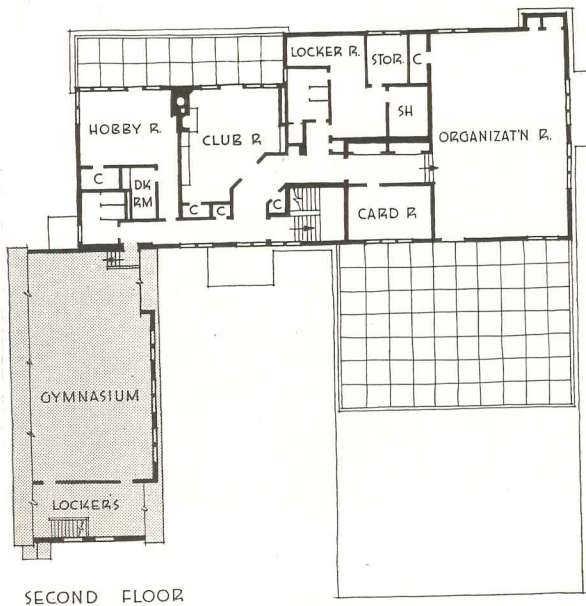 LOCKER R.
STOR.
C
HOBBY R.
CLUB R
SH
ORGANIZAT'N R.
C
DK
RM
C
C
C
CARD R
GYMNASIUM
LOCKERS
SECOND FLOOR